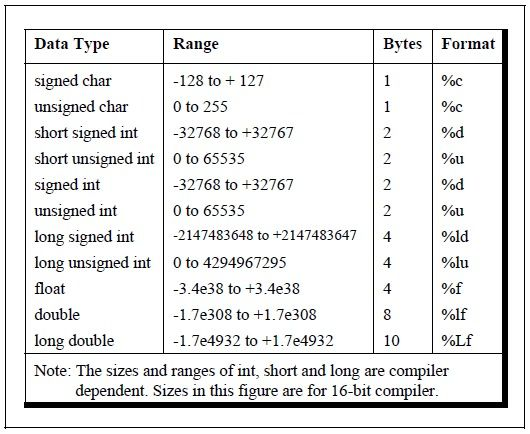 Data Type Range Bytes Format
signed char -128 to + 127 1 %c
unsigned char 0 to 255 1 %c
short signed int -32768 to +32767 2 %d
short unsigned int 0 to 65535 2 %u
signed int -32768 to +32767 2 %d
unsigned int 0 to 65535 2 %u
long signed int -2147483648 to +2147483647 4 %ld
long unsigned int 0 to 4294967295 4 %lu
float -3.4e38 to +3.4e38 4 %f
double -1.7e308 to +1.7e308 8 %lf
long double -1.7e4932 to +1.7e4932 10 %Lf
Note: The sizes and ranges of int, short and long are compiler
dependent. Sizes in this figure are for 16-bit compiler.